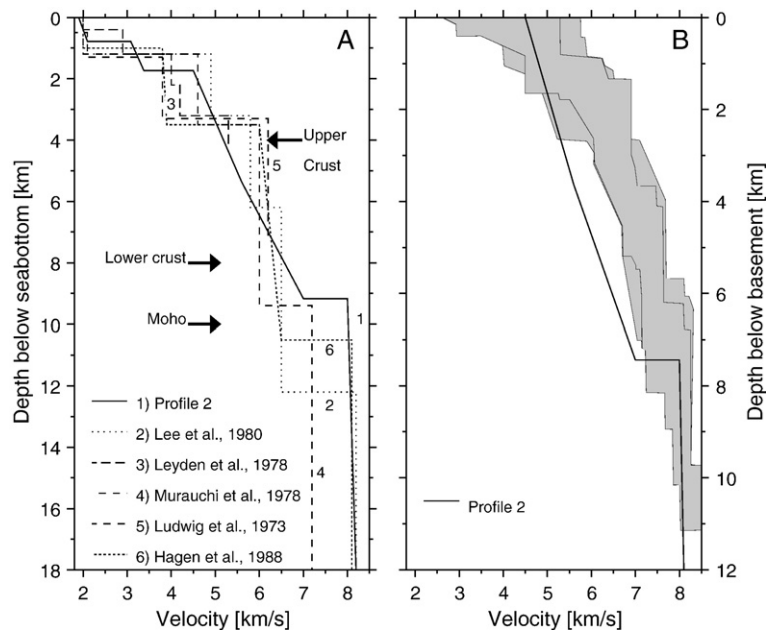 A
B
0
2
4
6
8
10
12
14
16
18
Depth below seabottom [km]
3
5
Upper
Crust
Lower crust
Moho
1
6
2
4
1) Profile 2
2) Lee et al., 1980
3) Leyden et al., 1978
4) Murauchi et al., 1978
5) Ludwig et al., 1973
6) Hagen et al., 1988
2 3 4 5 6 7 8
Velocity [km/s]
Profile 2
0
2
4
6
8
10
12
Depth below basement [km]
2 3 4 5 6 7 8
Velocity [km/s]